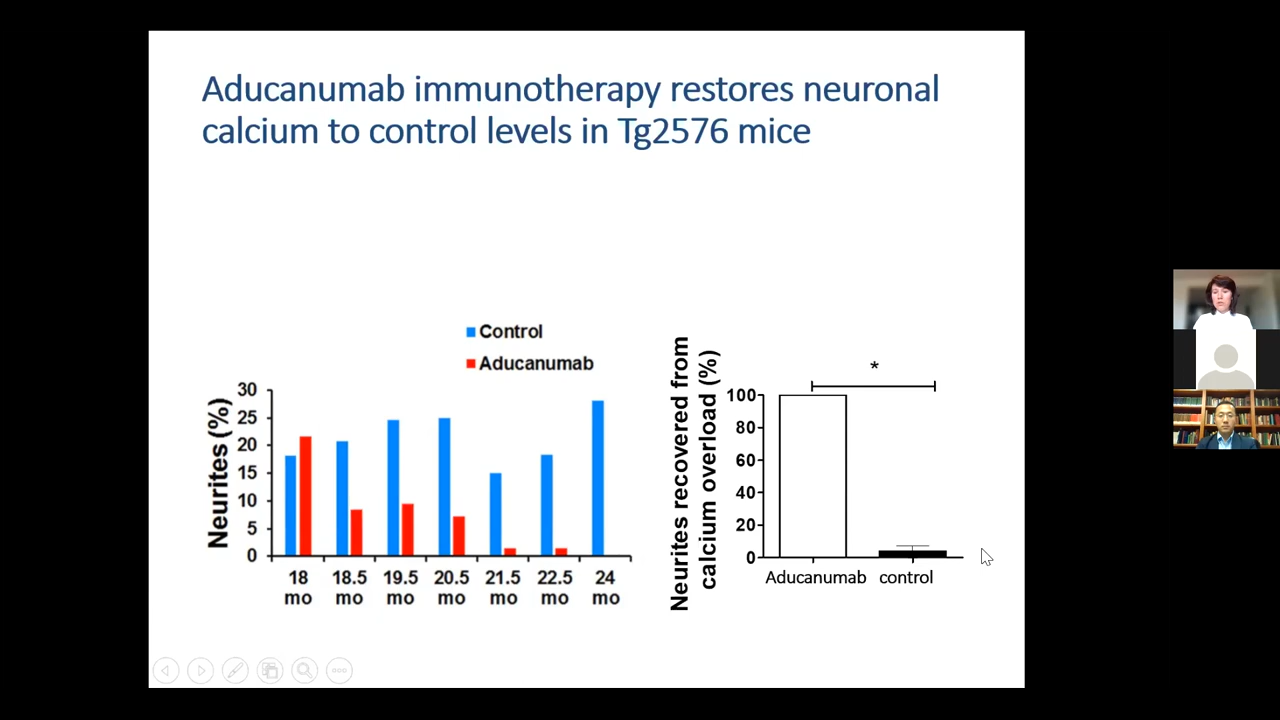 Aducanumab immunotherapy restores neuronal
calcium to control levels in Tg2576 mice
Control
Aducanumab
Neurites (%)
30
25
20
15
10
5
0
18 mo
18.5 mo
19.5 mo
20.5 mo
21.5 mo
22.5 mo
24 mo
Neurites recovered from
calcium overload (%)
*
100
80
60
40
20
0
Aducanumab
control